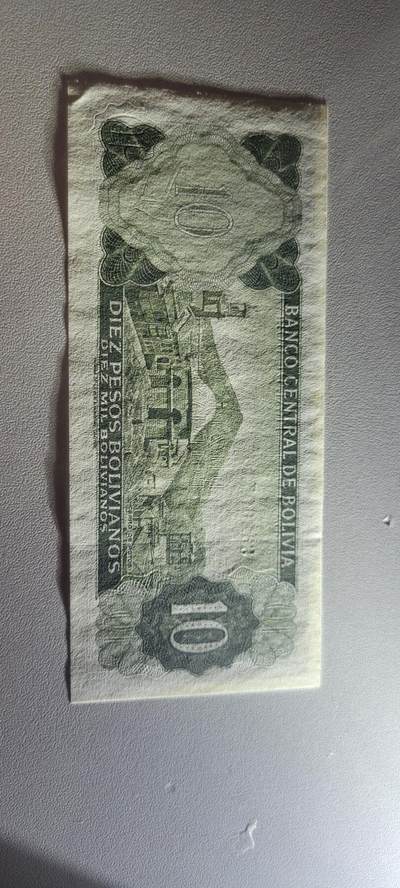 BANCO CENTRAL DE BOLIVIA
10
10
DIEZ PESOS BOLIVIANOS
DIEZ MIL BOLIVIANOS